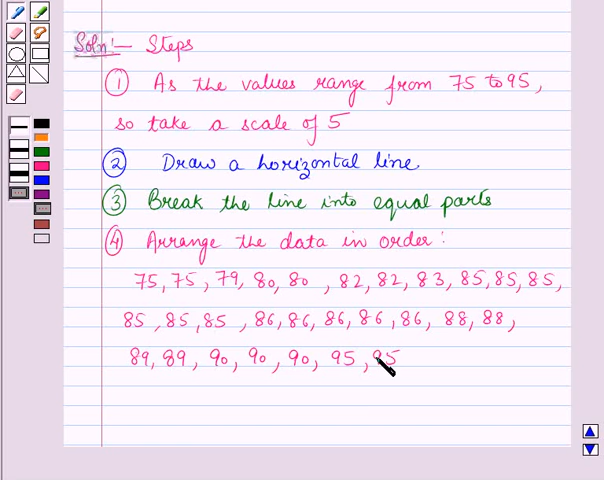 Soln:- Steps
① As the values range from 75 to 95,
so take a scale of 5
② Draw a horizontal line
③ Break the line into equal parts
④ Arrange the data in order:
75, 75, 79, 80, 80, 82, 82, 83, 85, 85, 85,
85, 85, 85, 86, 86, 86, 86, 86, 88, 88,
89, 89, 90, 90, 90, 95, 95